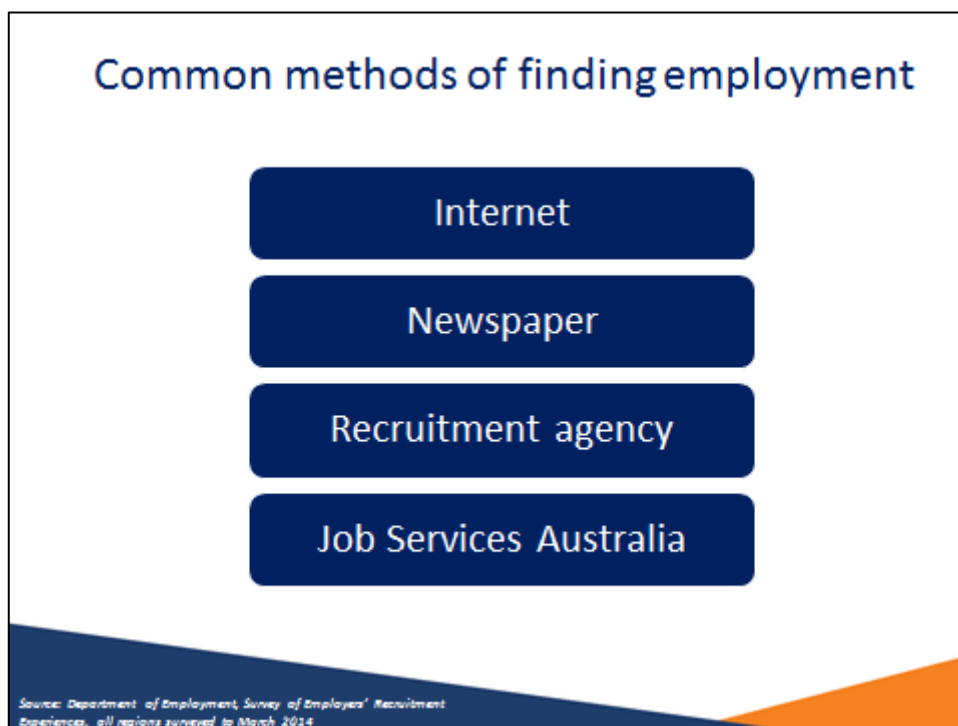 Common methods of finding employment
Internet
Newspaper
Recruitment agency
Job Services Australia
Source: Department of Employment, Survey of Employers' Recruitment
Experiences, all regions surveyed to March 2014